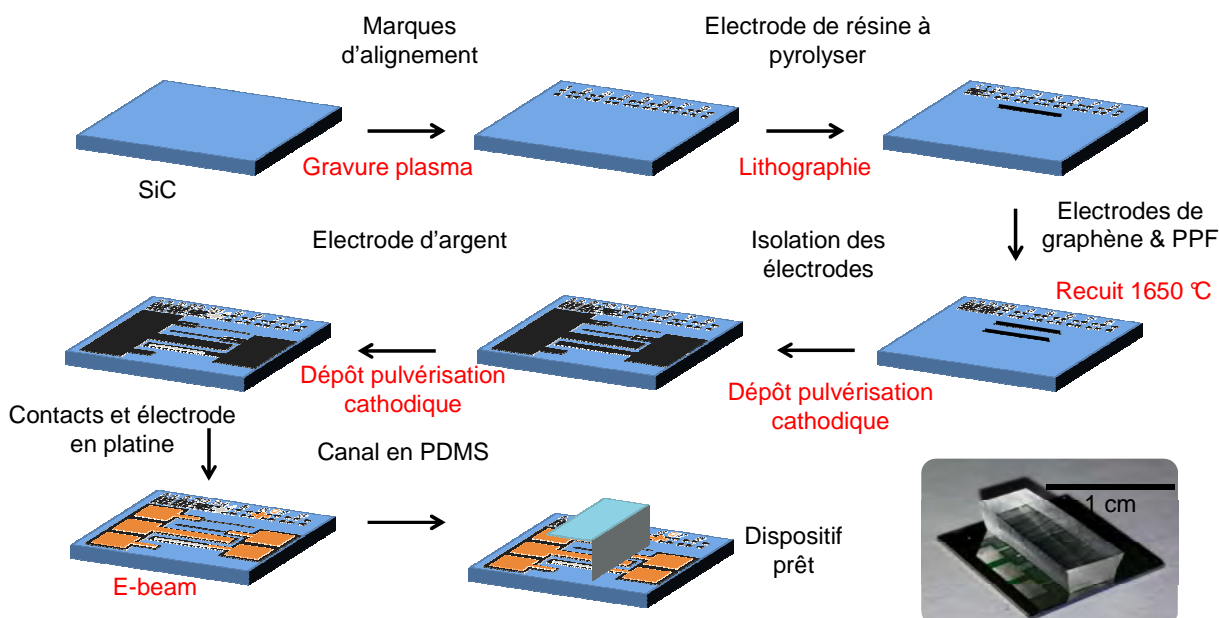 Marques
d'alignement
Electrode de résine à
pyrolyser
Gravure plasma
Lithographie
SiC
Electrodes de
graphène & PPF
Electrode d'argent
Isolation des
électrodes
Recuit 1650 °C
Dépôt pulvérisation
cathodique
Dépôt pulvérisation
cathodique
Contacts et électrode
en platine
Canal en PDMS
1 cm
Dispositif
prêt
E-beam